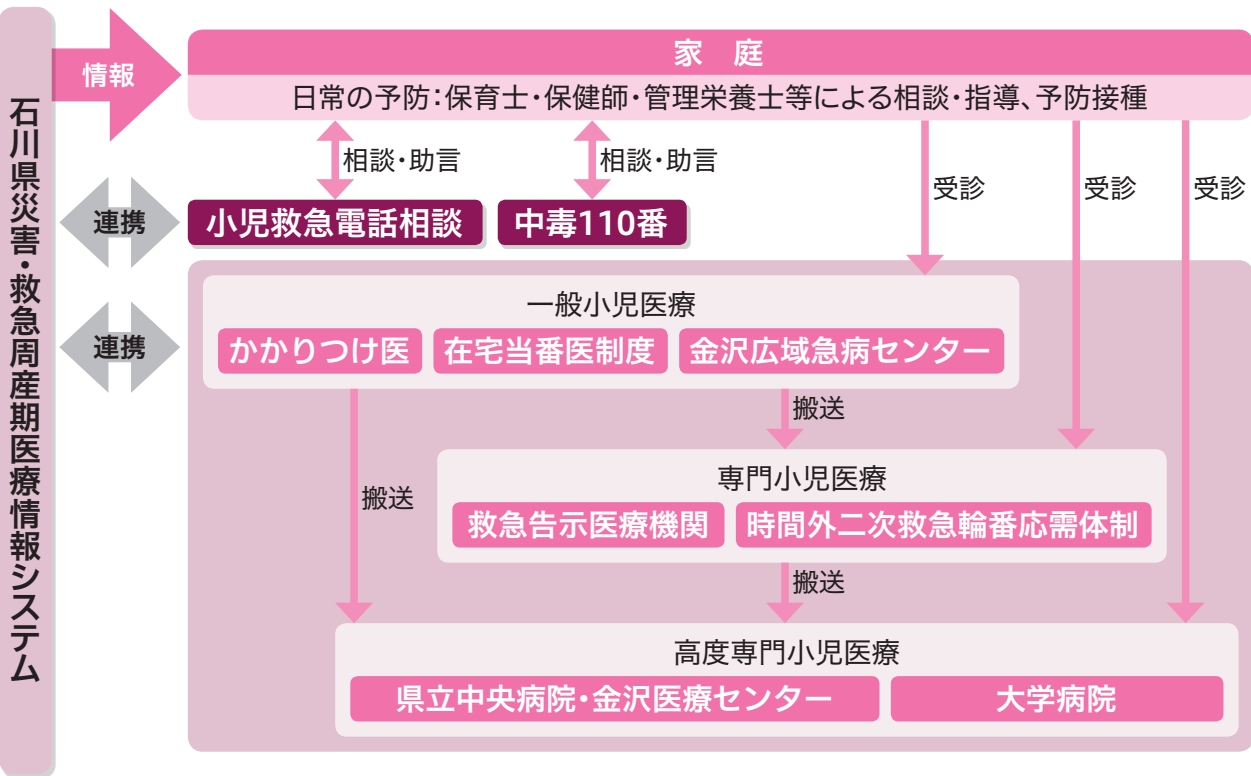 石川県災害・救急周産期医療情報システム
情報
家 庭
日常の予防:保育士・保健師・管理栄養士等による相談・指導、予防接種
相談・助言
相談・助言
受診
受診
受診
連携
小児救急電話相談
中毒110番
連携
一般小児医療
かかりつけ医
在宅当番医制度
金沢広域急病センター
搬送
搬送
専門小児医療
救急告示医療機関
時間外二次救急輪番応需体制
搬送
高度専門小児医療
県立中央病院・金沢医療センター
大学病院